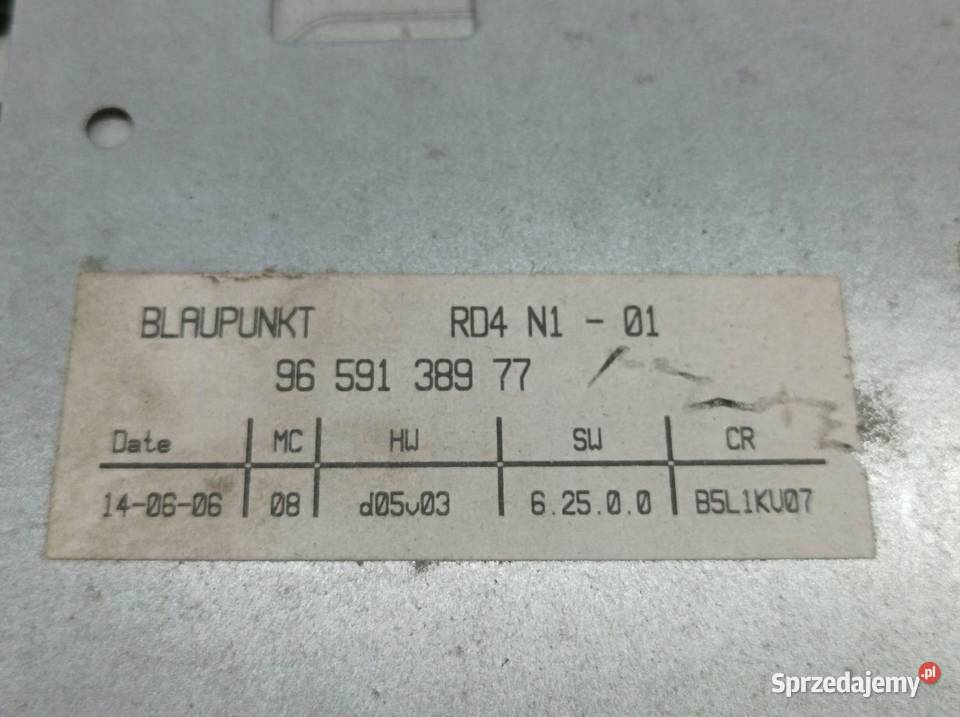 BLAUPUNKT RD4 N1 - 01
96 591 389 77
Date MC HW SW CR
14-06-06 08 d05v03 6.25.0.0 B5L1KV07
Sprzedajemy.pl